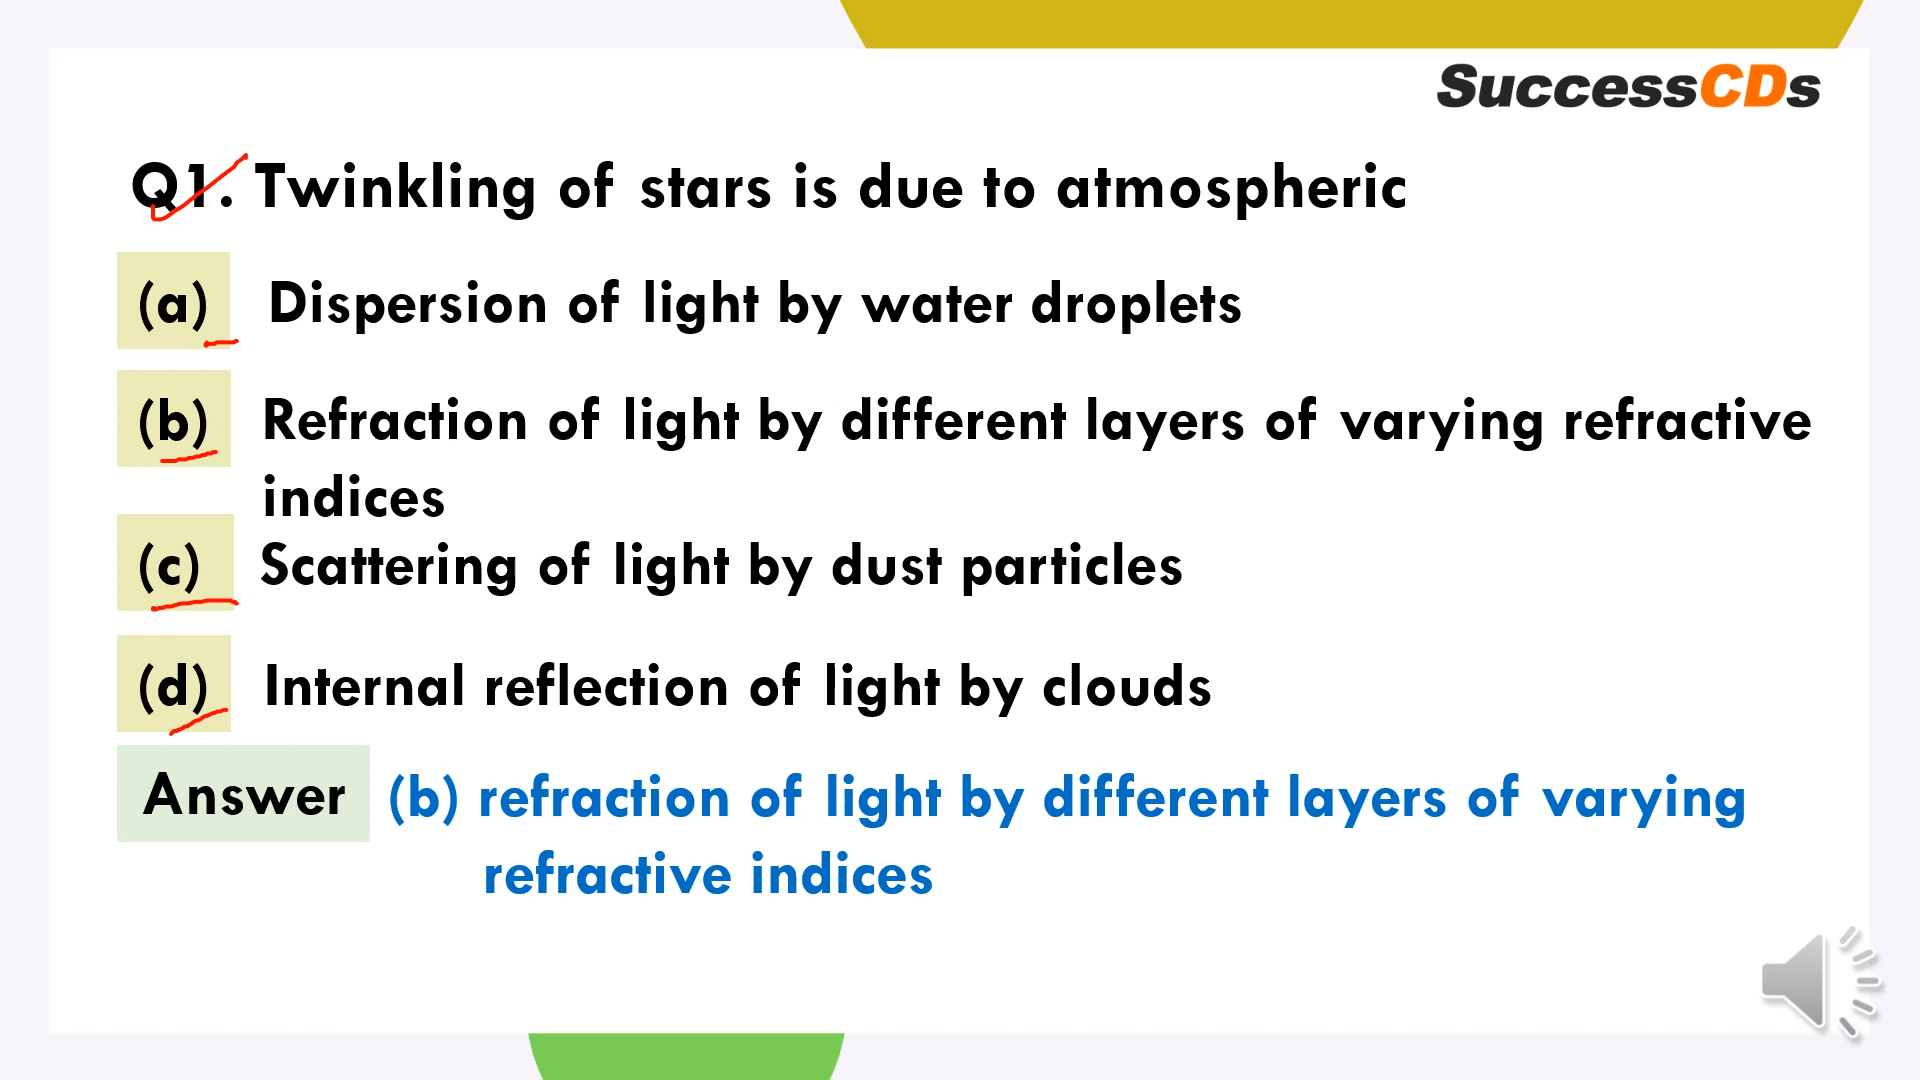 SuccessCDs
Q1. Twinkling of stars is due to atmospheric
(a) Dispersion of light by water droplets
(b) Refraction of light by different layers of varying refractive
indices
(c) Scattering of light by dust particles
(d) Internal reflection of light by clouds
Answer (b) refraction of light by different layers of varying
refractive indices